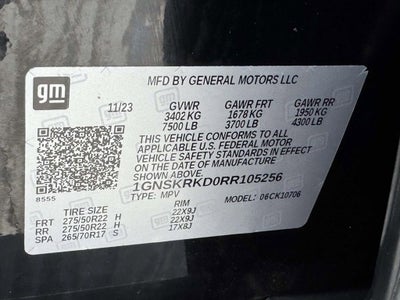 gm
MFD BY GENERAL MOTORS LLC
11/23 GVWR GAWR FRT GAWR RR
3402 KG 1678 KG 1950 KG
7500 LB 3700 LB 4300 LB
THIS VEHICLE CONFORMS TO ALL
APPLICABLE U.S. FEDERAL MOTOR
VEHICLE SAFETY STANDARDS IN EFFECT
ON THE DATE OF MANUFACTURE
1GNSKRKD0RR105256
8555 TYPE: MPV MODEL: 06CK10706
TIRE SIZE RIM
FRT 275/50R22 H 22X9J
RR 275/50R22 H 22X9J
SPA 265/70R17 S 17X8J